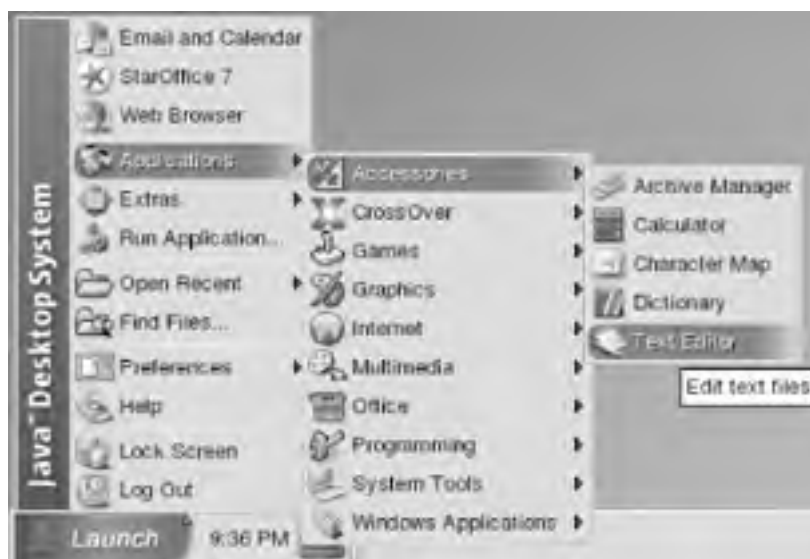 Java™ Desktop System
Email and Calendar
StarOffice 7
Web Browser
Applications
Extras
Run Application...
Open Recent
Find Files...
Preferences
Help
Lock Screen
Log Out
Accessories
CrossOver
Games
Graphics
Internet
Multimedia
Office
Programming
System Tools
Windows Applications
Archive Manager
Calculator
Character Map
Dictionary
Text Editor
Edit text files
Launch
9:36 PM